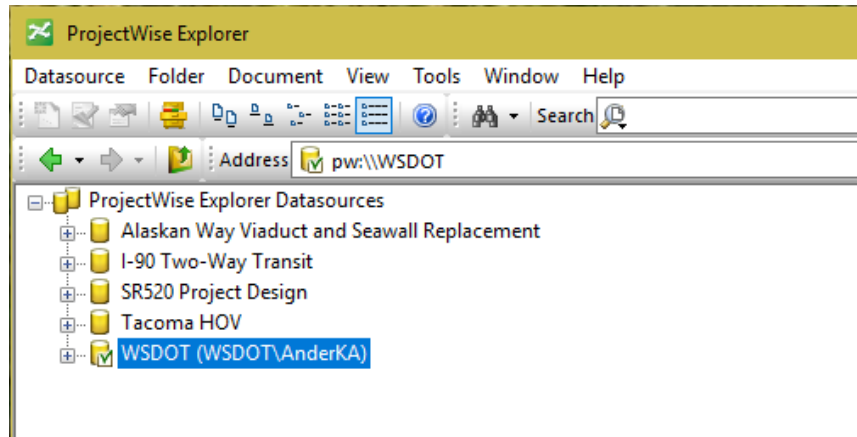 ProjectWise Explorer
Datasource Folder Document View Tools Window Help
Search
Address pw:\\WSDOT
ProjectWise Explorer Datasources
Alaskan Way Viaduct and Seawall Replacement
I-90 Two-Way Transit
SR520 Project Design
Tacoma HOV
WSDOT (WSDOT\AnderKA)